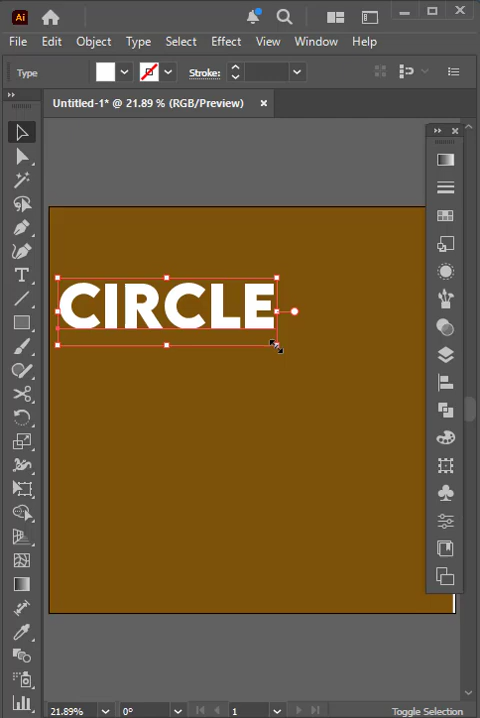 Ai
File Edit Object Type Select Effect View Window Help
Type Stroke:
Untitled-1* @ 21.89 % (RGB/Preview) ×
CIRCLE
21.89% 0° 1 Toggle Selection